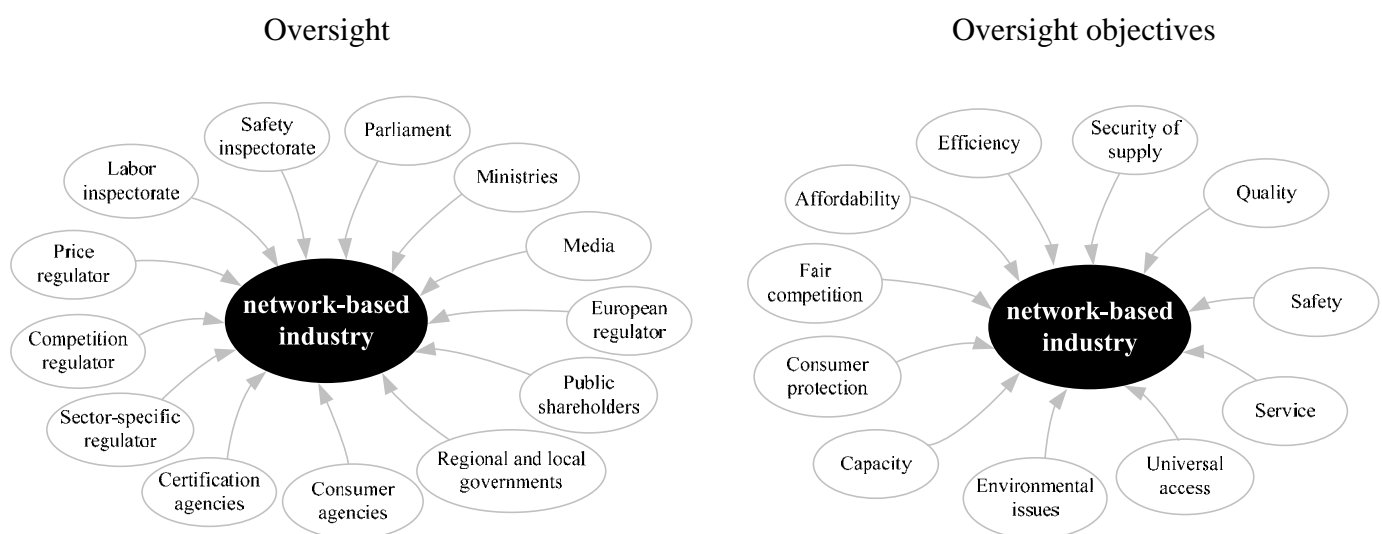 Oversight
Safety
inspectorate
Parliament
Labor
inspectorate
Ministries
Price
regulator
Media
network-based
industry
European
regulator
Competition
regulator
Public
shareholders
Sector-specific
regulator
Regional and local
governments
Certification
agencies
Consumer
agencies
Oversight objectives
Efficiency
Security of
supply
Affordability
Quality
Fair
competition
Safety
network-based
industry
Consumer
protection
Service
Capacity
Universal
access
Environmental
issues